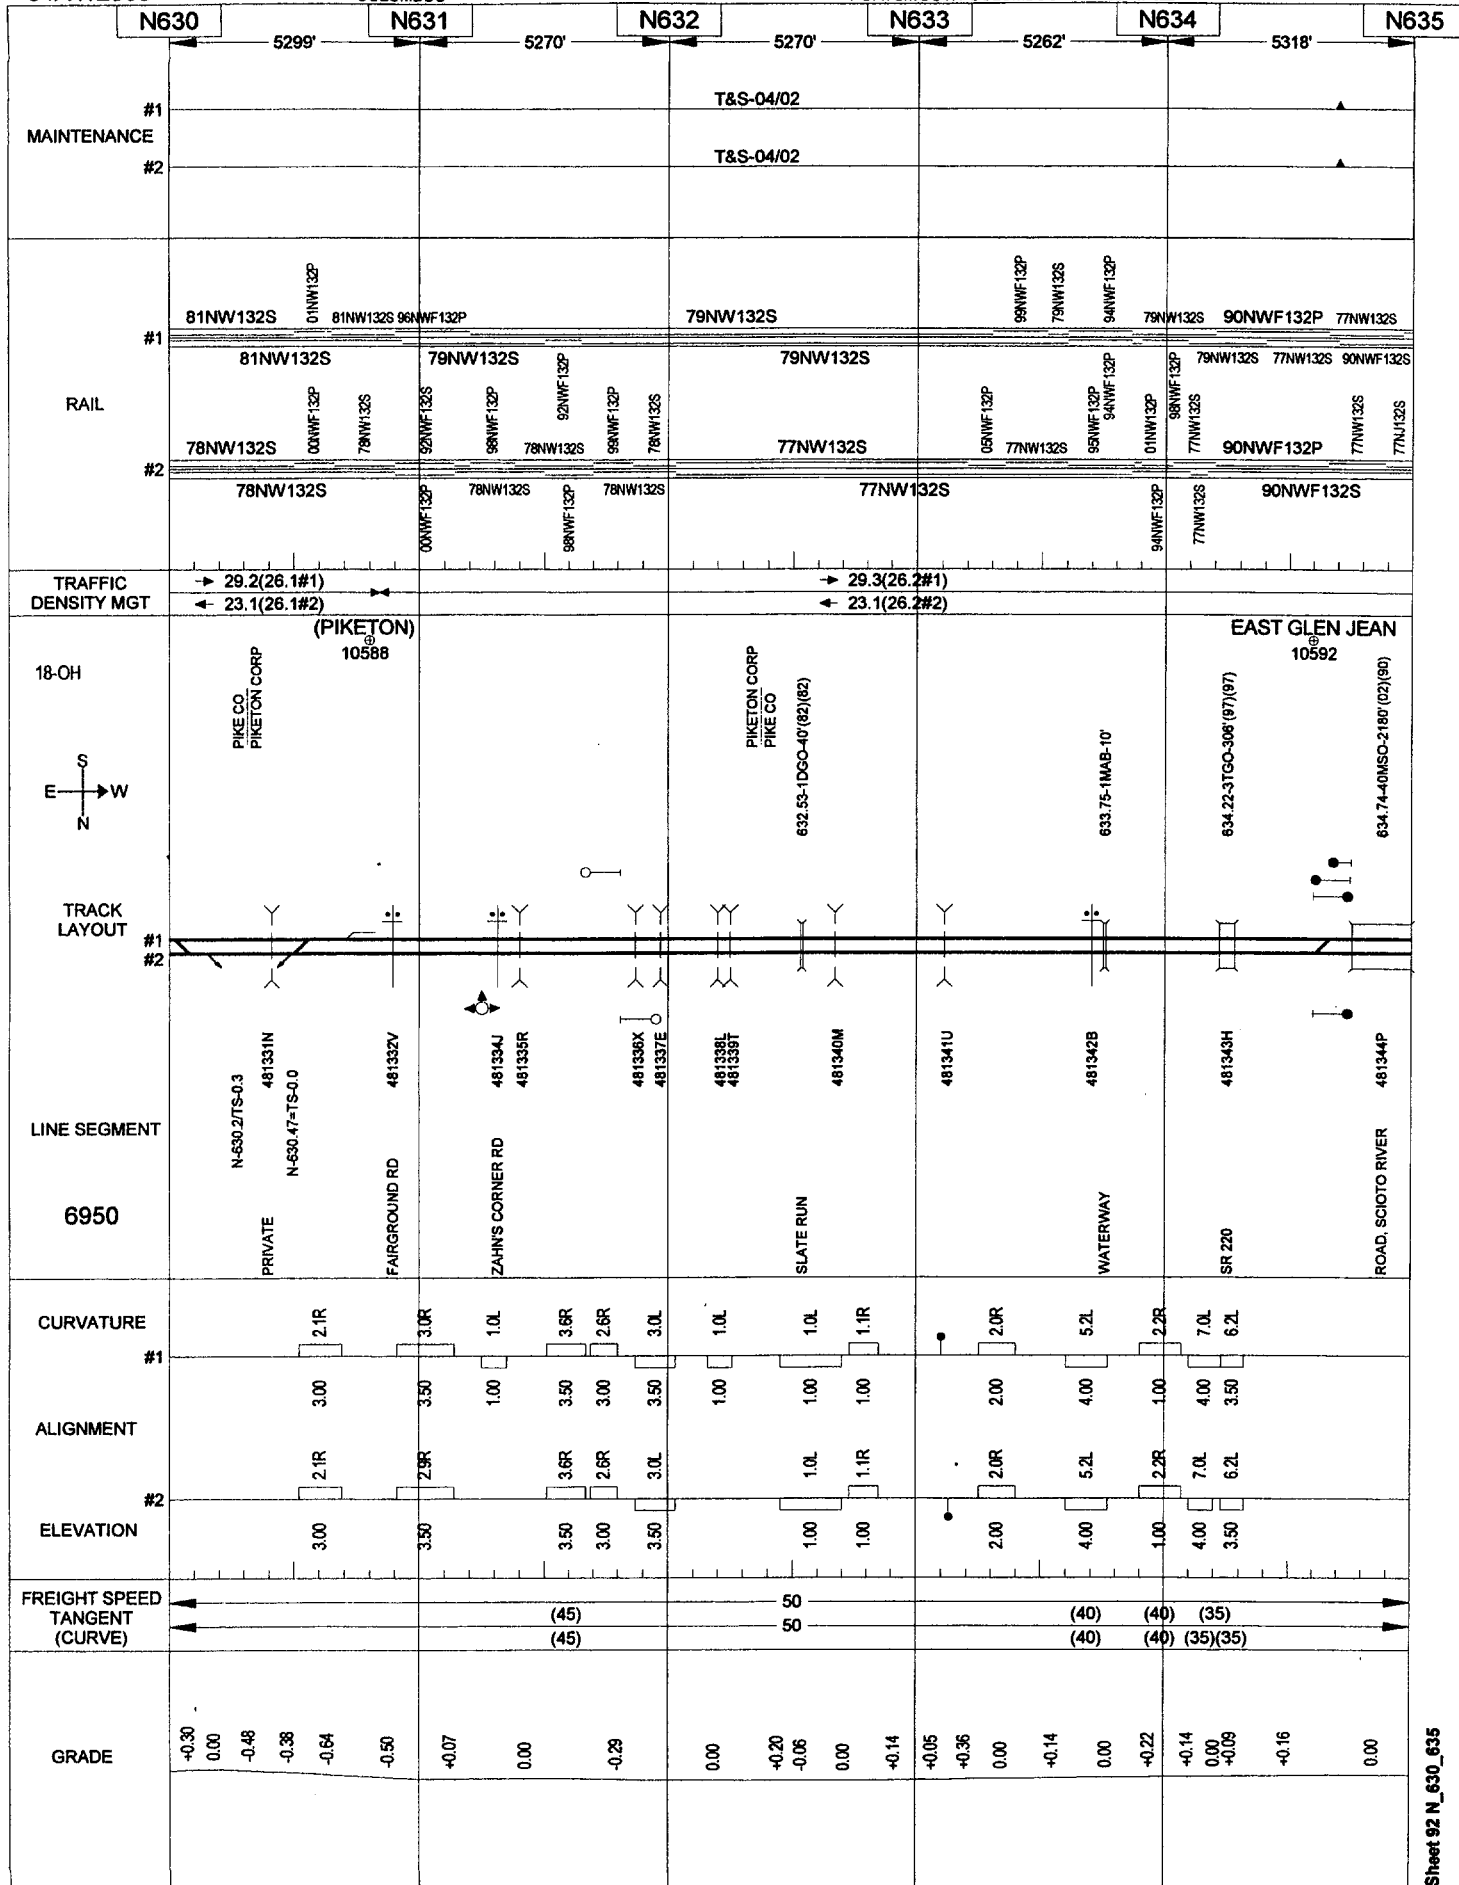 N630 N631 N632 N633 N634 N635
5299' 5270' 5270' 5262' 5318'
#1 T&S-04/02
MAINTENANCE
#2 T&S-04/02
01NW132P 99NWF132P 79NW132S 94NWF132P
81NW132S 81NW132S 96NWF132P 79NW132S 79NW132S 90NWF132P 77NW132S
#1
81NW132S 79NW132S 79NW132S 79NW132S 77NW132S 90NWF132S
RAIL
00NWF132P 78NW132S 92NWF132S 98NWF132P 92NWF132P 99NWF132P 78NW132S 05NWF132P 95NWF132P 94NWF132P 01NW132P 98NWF132P 77NW132S 77NW132S 77NJ132S
78NW132S 78NW132S 77NW132S 77NW132S 90NWF132P
#2
78NW132S 78NW132S 78NW132S 77NW132S 90NWF132S
00NWF132P 98NWF132P 94NWF132P 77NW132S
TRAFFIC
DENSITY MGT
29.2(26.1#1) 29.3(26.2#1)
23.1(26.1#2) 23.1(26.2#2)
(PIKETON) EAST GLEN JEAN
10588 10592
18-OH
PIKE CO
PIKETON CORP
PIKETON CORP
PIKE CO
632.53-1DGO-40'(82)(82)
633.75-1MAB-10'
634.22-3TGO-306'(97)(97)
634.74-40MSO-2180'(02)(90)
S
E W
N
TRACK
LAYOUT
#1
#2
481331N 481332V 481334J 481335R 481336X 481337E 481338L 481339T 481340M 481341U 481342B 481343H 481344P
N-630.2/TS-0.3
N-630.47=TS-0.0
LINE SEGMENT
6950
PRIVATE
FAIRGROUND RD
ZAHN'S CORNER RD
SLATE RUN
WATERWAY
SR 220
ROAD, SCIOTO RIVER
CURVATURE
2.1R 3.0R 1.0L 3.6R 2.6R 3.0L 1.0L 1.0L 1.1R 2.0R 5.2L 2.2R 7.0L 6.2L
#1
3.00 3.50 1.00 3.50 3.00 3.50 1.00 1.00 1.00 2.00 4.00 1.00 4.00 3.50
ALIGNMENT
2.1R 2.9R 3.6R 2.6R 3.0L 1.0L 1.1R 2.0R 5.2L 2.2R 7.0L 6.2L
#2
ELEVATION
3.00 3.50 3.50 3.00 3.50 1.00 1.00 2.00 4.00 1.00 4.00 3.50
FREIGHT SPEED
TANGENT
(CURVE)
50
(45) (40) (40) (35)
50
(45) (40) (40) (35)(35)
GRADE
+0.30 0.00 -0.48 -0.38 -0.64 -0.50 +0.07 0.00 -0.29 0.00 +0.20 -0.06 0.00 +0.14 +0.05 +0.36 0.00 +0.14 0.00 +0.22 +0.14 0.00 +0.09 +0.16 0.00
Sheet 92 N_630_635